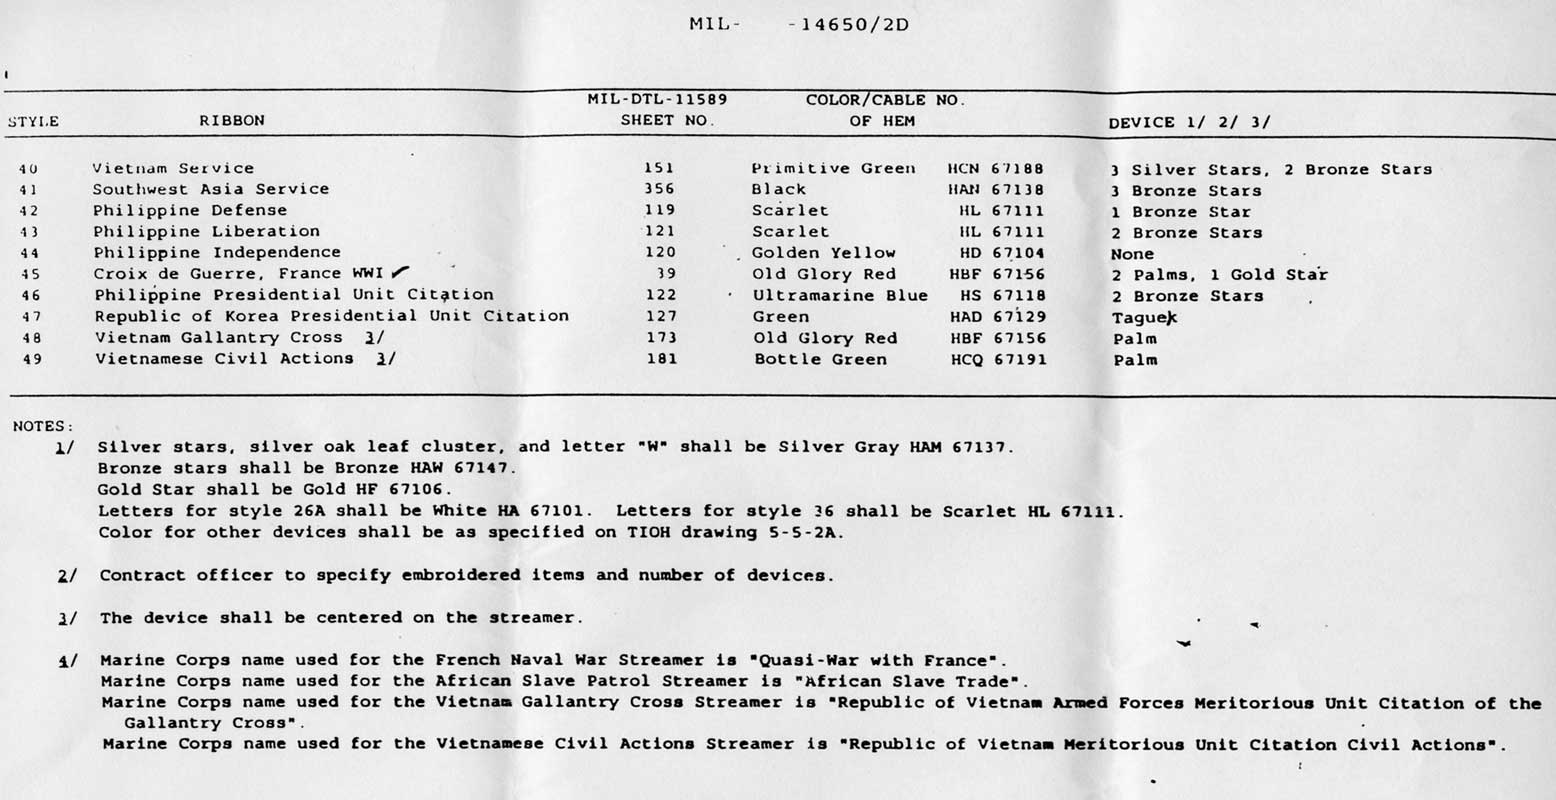 MIL- -14650/2D
MIL-DTL-11589 COLOR/CABLE NO.
STYLE RIBBON SHEET NO. OF HEM DEVICE 1/ 2/ 3/
40 Vietnam Service 151 Primitive Green HCN 67188 3 Silver Stars, 2 Bronze Stars
41 Southwest Asia Service 356 Black HAN 67138 3 Bronze Stars
42 Philippine Defense 119 Scarlet HL 67111 1 Bronze Star
43 Philippine Liberation 121 Scarlet HL 67111 2 Bronze Stars
44 Philippine Independence 120 Golden Yellow HD 67104 None
45 Croix de Guerre, France WWI ✓ 39 Old Glory Red HBF 67156 2 Palms, 1 Gold Star
46 Philippine Presidential Unit Citation 122 Ultramarine Blue HS 67118 2 Bronze Stars
47 Republic of Korea Presidential Unit Citation 127 Green HAD 67129 Taguek
48 Vietnam Gallantry Cross 3/ 173 Old Glory Red HBF 67156 Palm
49 Vietnamese Civil Actions 3/ 181 Bottle Green HCQ 67191 Palm
NOTES:
1/ Silver stars, silver oak leaf cluster, and letter "W" shall be Silver Gray HAM 67137.
Bronze stars shall be Bronze HAW 67147.
Gold Star shall be Gold HF 67106.
Letters for style 26A shall be White HA 67101. Letters for style 36 shall be Scarlet HL 67111.
Color for other devices shall be as specified on TIOH drawing 5-5-2A.
2/ Contract officer to specify embroidered items and number of devices.
3/ The device shall be centered on the streamer.
4/ Marine Corps name used for the French Naval War Streamer is "Quasi-War with France".
Marine Corps name used for the African Slave Patrol Streamer is "African Slave Trade".
Marine Corps name used for the Vietnam Gallantry Cross Streamer is "Republic of Vietnam Armed Forces Meritorious Unit Citation of the
Gallantry Cross".
Marine Corps name used for the Vietnamese Civil Actions Streamer is "Republic of Vietnam Meritorious Unit Citation Civil Actions".